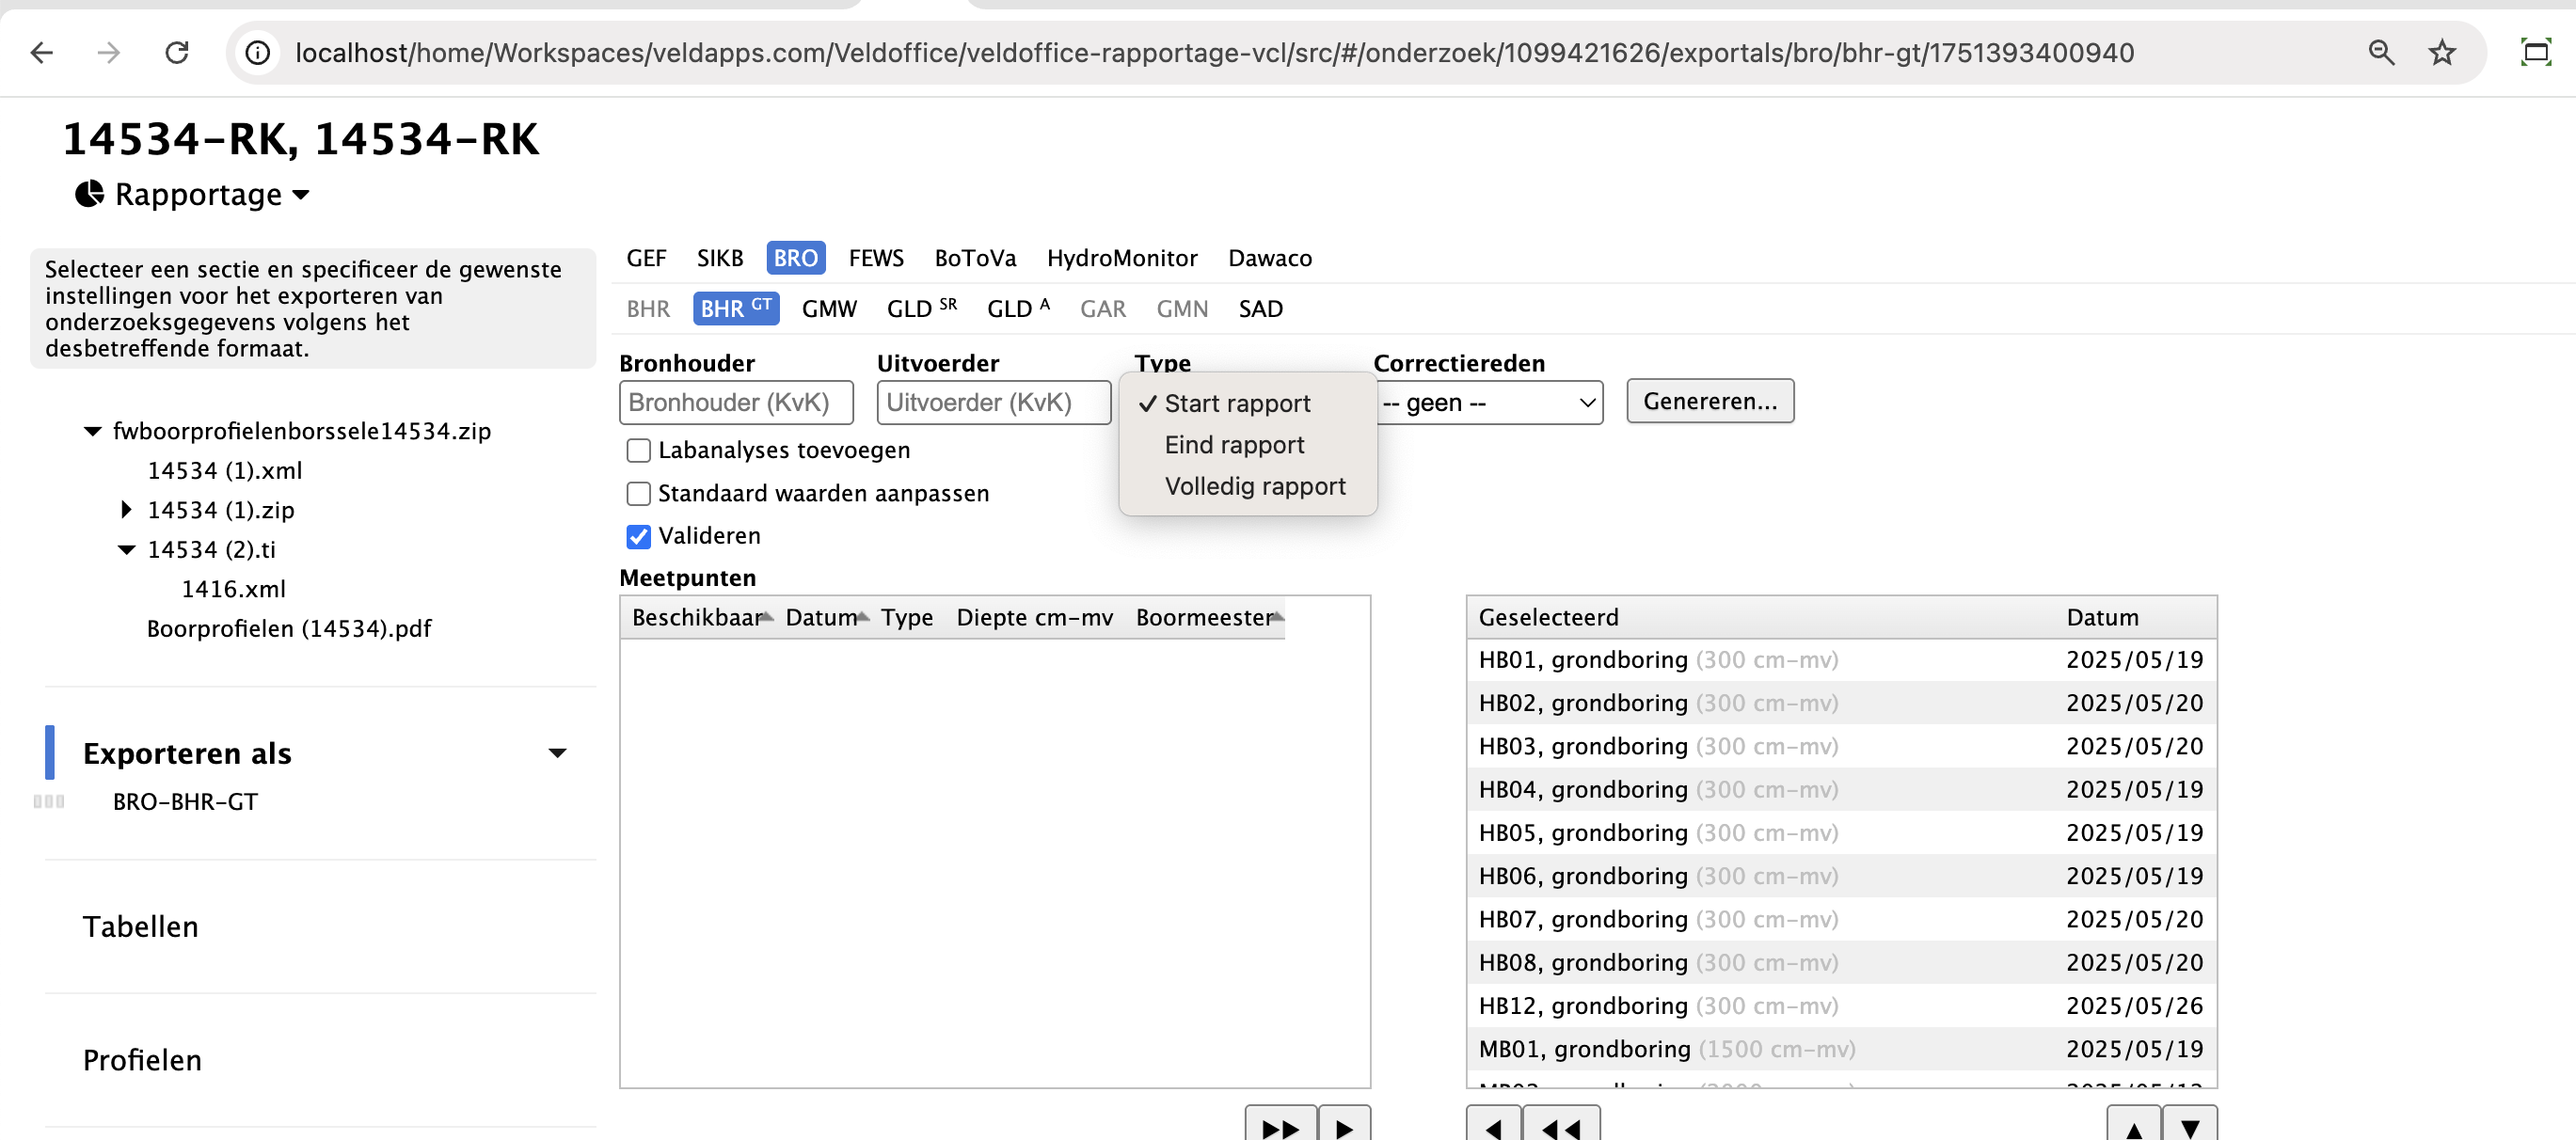 localhost/home/Workspaces/veldapps.com/Veldoffice/veldoffice-rapportage-vcl/src/#/onderzoek/1099421626/exportals/bro/bhr-gt/1751393400940
14534-RK, 14534-RK
Rapportage
Selecteer een sectie en specificeer de gewenste
instellingen voor het exporteren van
onderzoeksgegevens volgens het
desbetreffende formaat.
fwboorprofielenborssele14534.zip
14534 (1).xml
14534 (1).zip
14534 (2).ti
1416.xml
Boorprofielen (14534).pdf
Exporteren als
BRO-BHR-GT
Tabellen
Profielen
GEF SIKB BRO FEWS BoToVa HydroMonitor Dawaco
BHR BHR GT GMW GLD SR GLD A GAR GMN SAD
Bronhouder Uitvoerder Type Correctiereden
Bronhouder (KvK) Uitvoerder (KvK) ✓ Start rapport -- geen -- Genereren...
Eind rapport
Volledig rapport
Labanalyses toevoegen
Standaard waarden aanpassen
Valideren
Meetpunten
Beschikbaar Datum Type Diepte cm-mv Boormeester
Geselecteerd Datum
HB01, grondboring (300 cm-mv) 2025/05/19
HB02, grondboring (300 cm-mv) 2025/05/20
HB03, grondboring (300 cm-mv) 2025/05/20
HB04, grondboring (300 cm-mv) 2025/05/19
HB05, grondboring (300 cm-mv) 2025/05/19
HB06, grondboring (300 cm-mv) 2025/05/19
HB07, grondboring (300 cm-mv) 2025/05/20
HB08, grondboring (300 cm-mv) 2025/05/20
HB12, grondboring (300 cm-mv) 2025/05/26
MB01, grondboring (1500 cm-mv) 2025/05/19